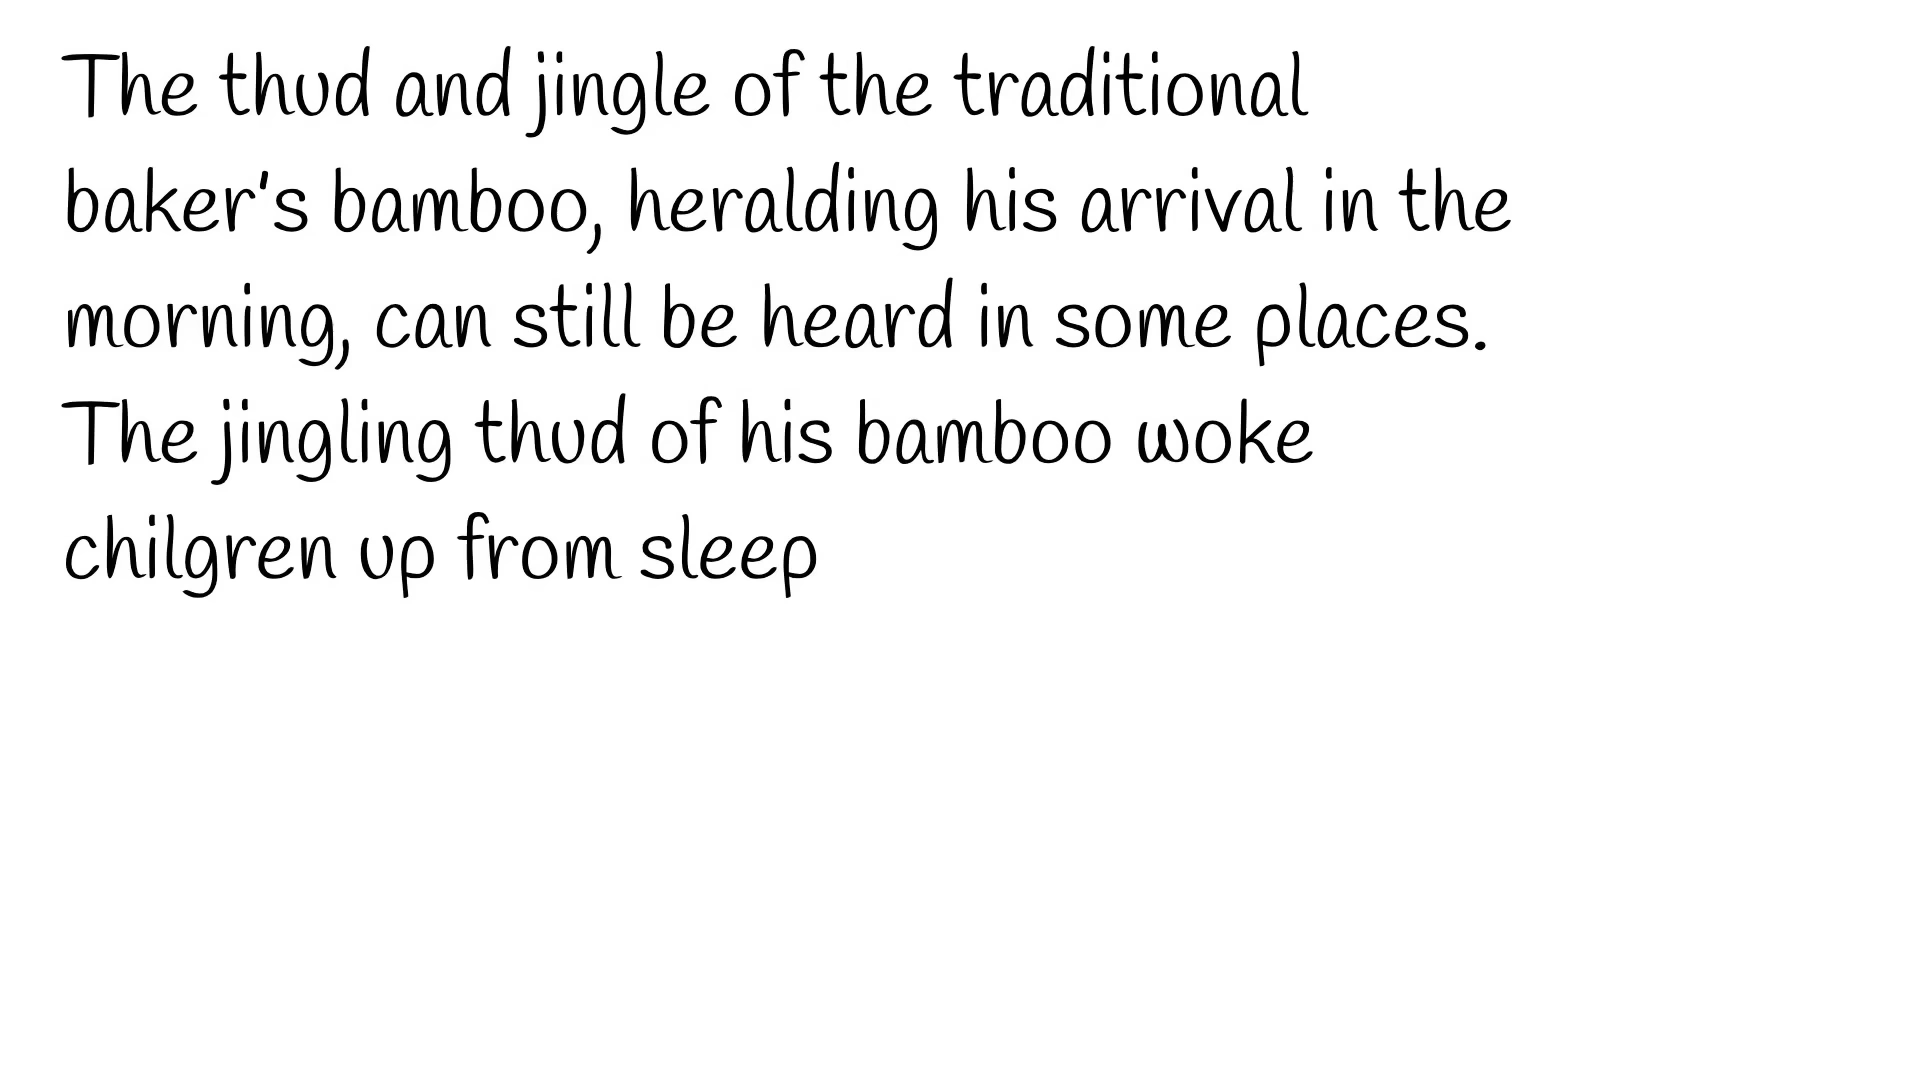 The thud and jingle of the traditional
baker's bamboo, heralding his arrival in the
morning, can still be heard in some places.
The jingling thud of his bamboo woke
chilgren up from sleep